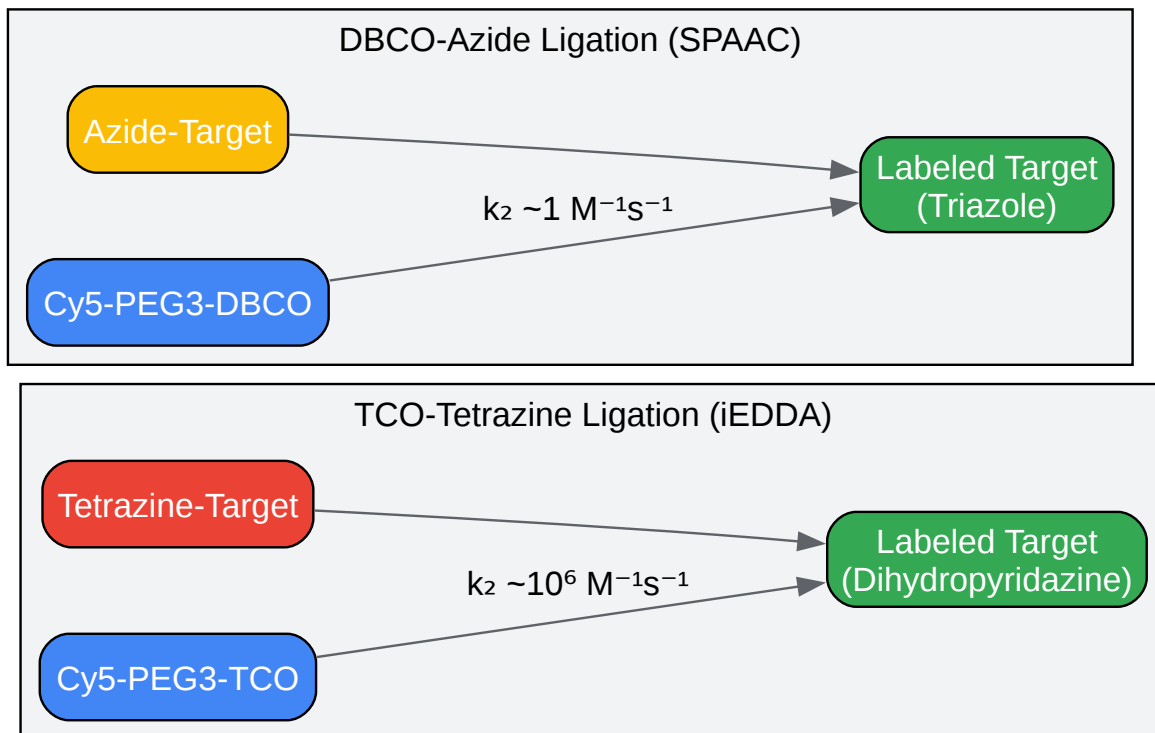 DBCO-Azide Ligation (SPAAC)
Azide-Target
Labeled Target
(Triazole)
k₂ ~1 M⁻¹s⁻¹
Cy5-PEG3-DBCO
TCO-Tetrazine Ligation (iEDDA)
Tetrazine-Target
Labeled Target
(Dihydropyridazine)
k₂ ~10⁶ M⁻¹s⁻¹
Cy5-PEG3-TCO